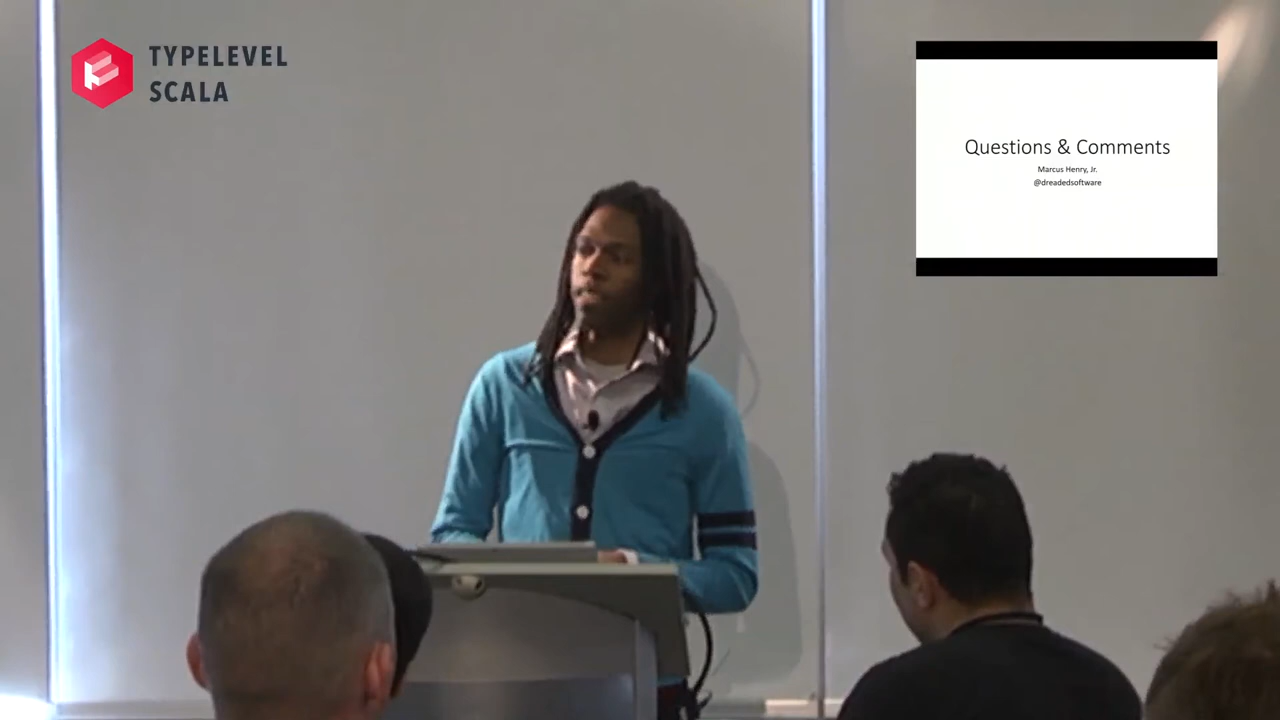 TYPELEVEL
SCALA
Questions & Comments
Marcus Henry, Jr.
@dreadedsoftware